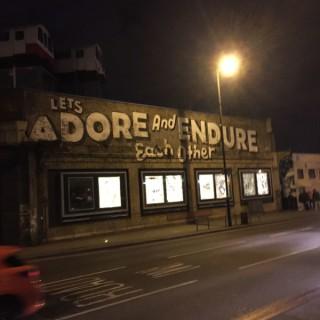 LETS
ADORE And ENDURE
Each Other